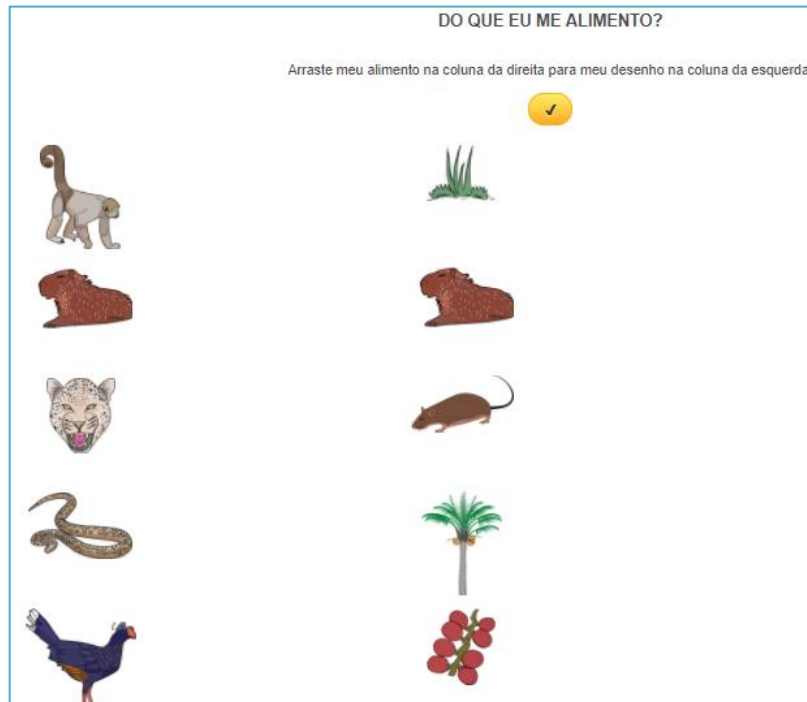 DO QUE EU ME ALIMENTO?
Arraste meu alimento na coluna da direita para meu desenho na coluna da esquerda